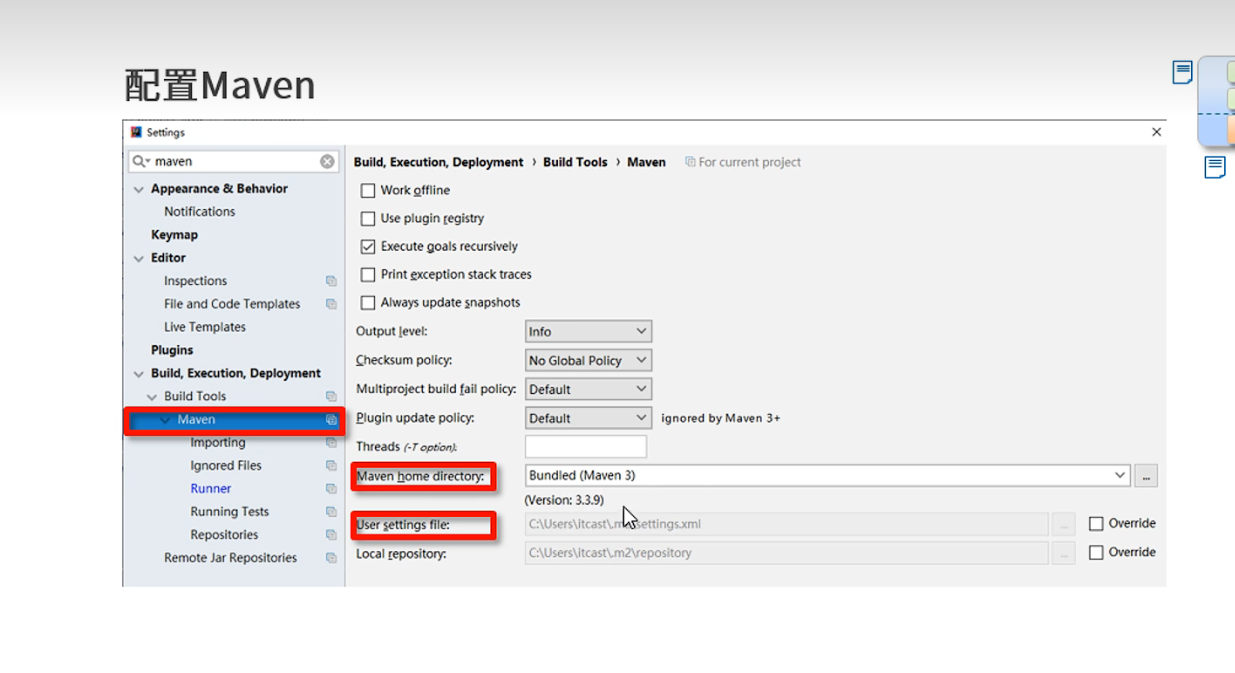 配置Maven
Settings
maven
Build, Execution, Deployment › Build Tools › Maven For current project
Appearance & Behavior
Notifications
Keymap
Editor
Inspections
File and Code Templates
Live Templates
Plugins
Build, Execution, Deployment
Build Tools
Maven
Importing
Ignored Files
Runner
Running Tests
Repositories
Remote Jar Repositories
Work offline
Use plugin registry
Execute goals recursively
Print exception stack traces
Always update snapshots
Output level: Info
Checksum policy: No Global Policy
Multiproject build fail policy: Default
Plugin update policy: Default ignored by Maven 3+
Threads (-T option):
Maven home directory: Bundled (Maven 3) ...
(Version: 3.3.9)
User settings file: C:\Users\itcast\.m settings.xml ... Override
Local repository: C:\Users\itcast\.m2\repository ... Override